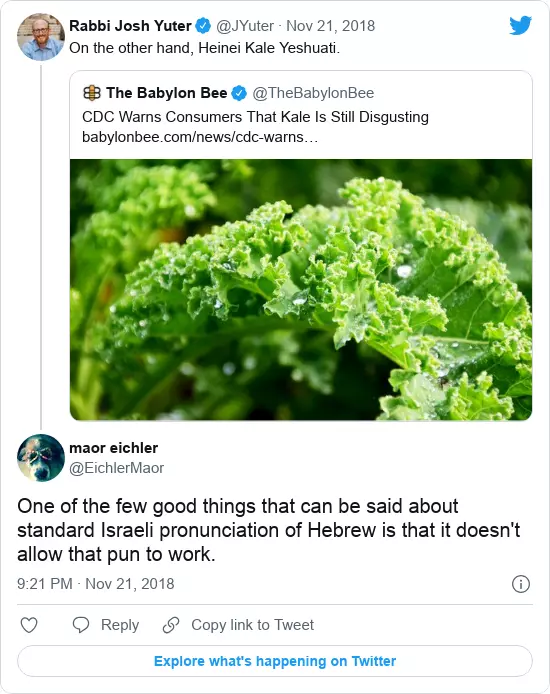 Rabbi Josh Yuter @JYuter · Nov 21, 2018
On the other hand, Heinei Kale Yeshuati.
The Babylon Bee @TheBabylonBee
CDC Warns Consumers That Kale Is Still Disgusting
babylonbee.com/news/cdc-warns…
maor eichler
@EichlerMaor
One of the few good things that can be said about
standard Israeli pronunciation of Hebrew is that it doesn't
allow that pun to work.
9:21 PM · Nov 21, 2018
Reply Copy link to Tweet
Explore what's happening on Twitter